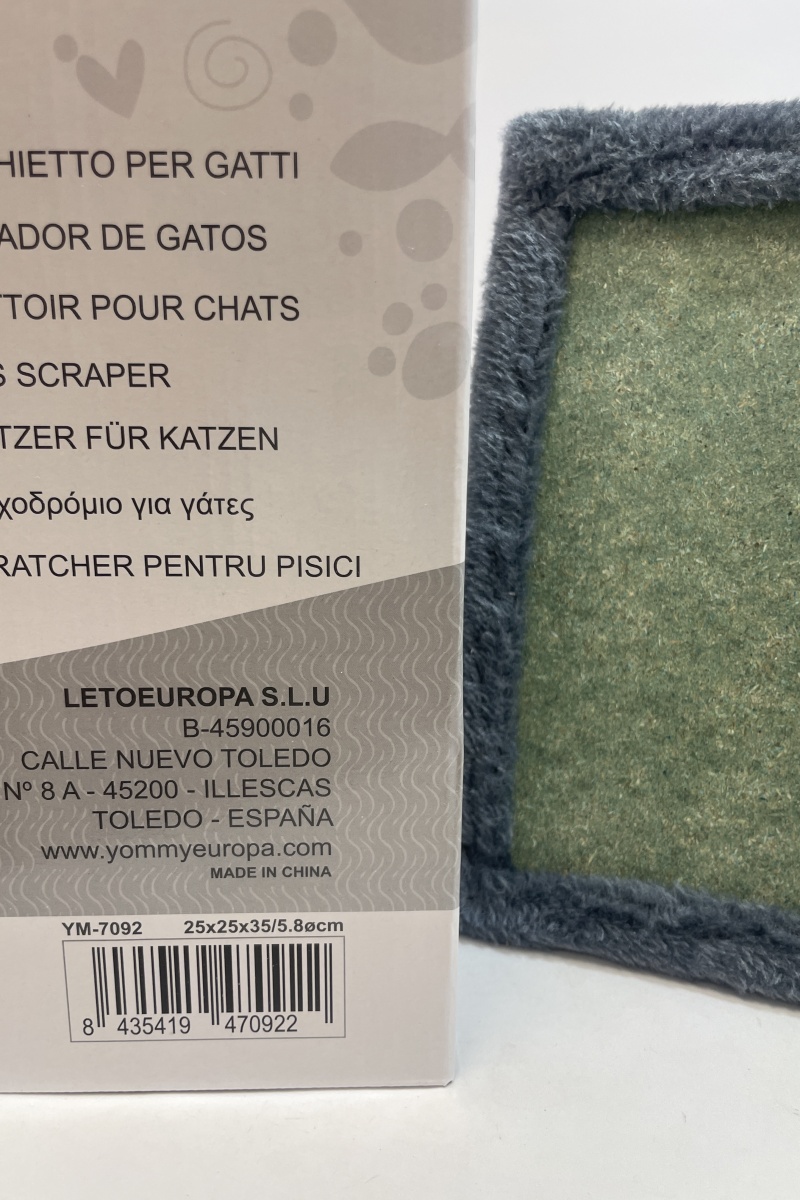 HIETTO PER GATTI
ADOR DE GATOS
TTOIR POUR CHATS
S SCRAPER
TZER FÜR KATZEN
χοδρόμιο για γάτες
RATCHER PENTRU PISICI
LETOEUROPA S.L.U
B-45900016
CALLE NUEVO TOLEDO
Nº 8 A - 45200 - ILLESCAS
TOLEDO - ESPAÑA
www.yommyeuropa.com
MADE IN CHINA
YM-7092 25x25x35/5.8øcm
8 435419 470922